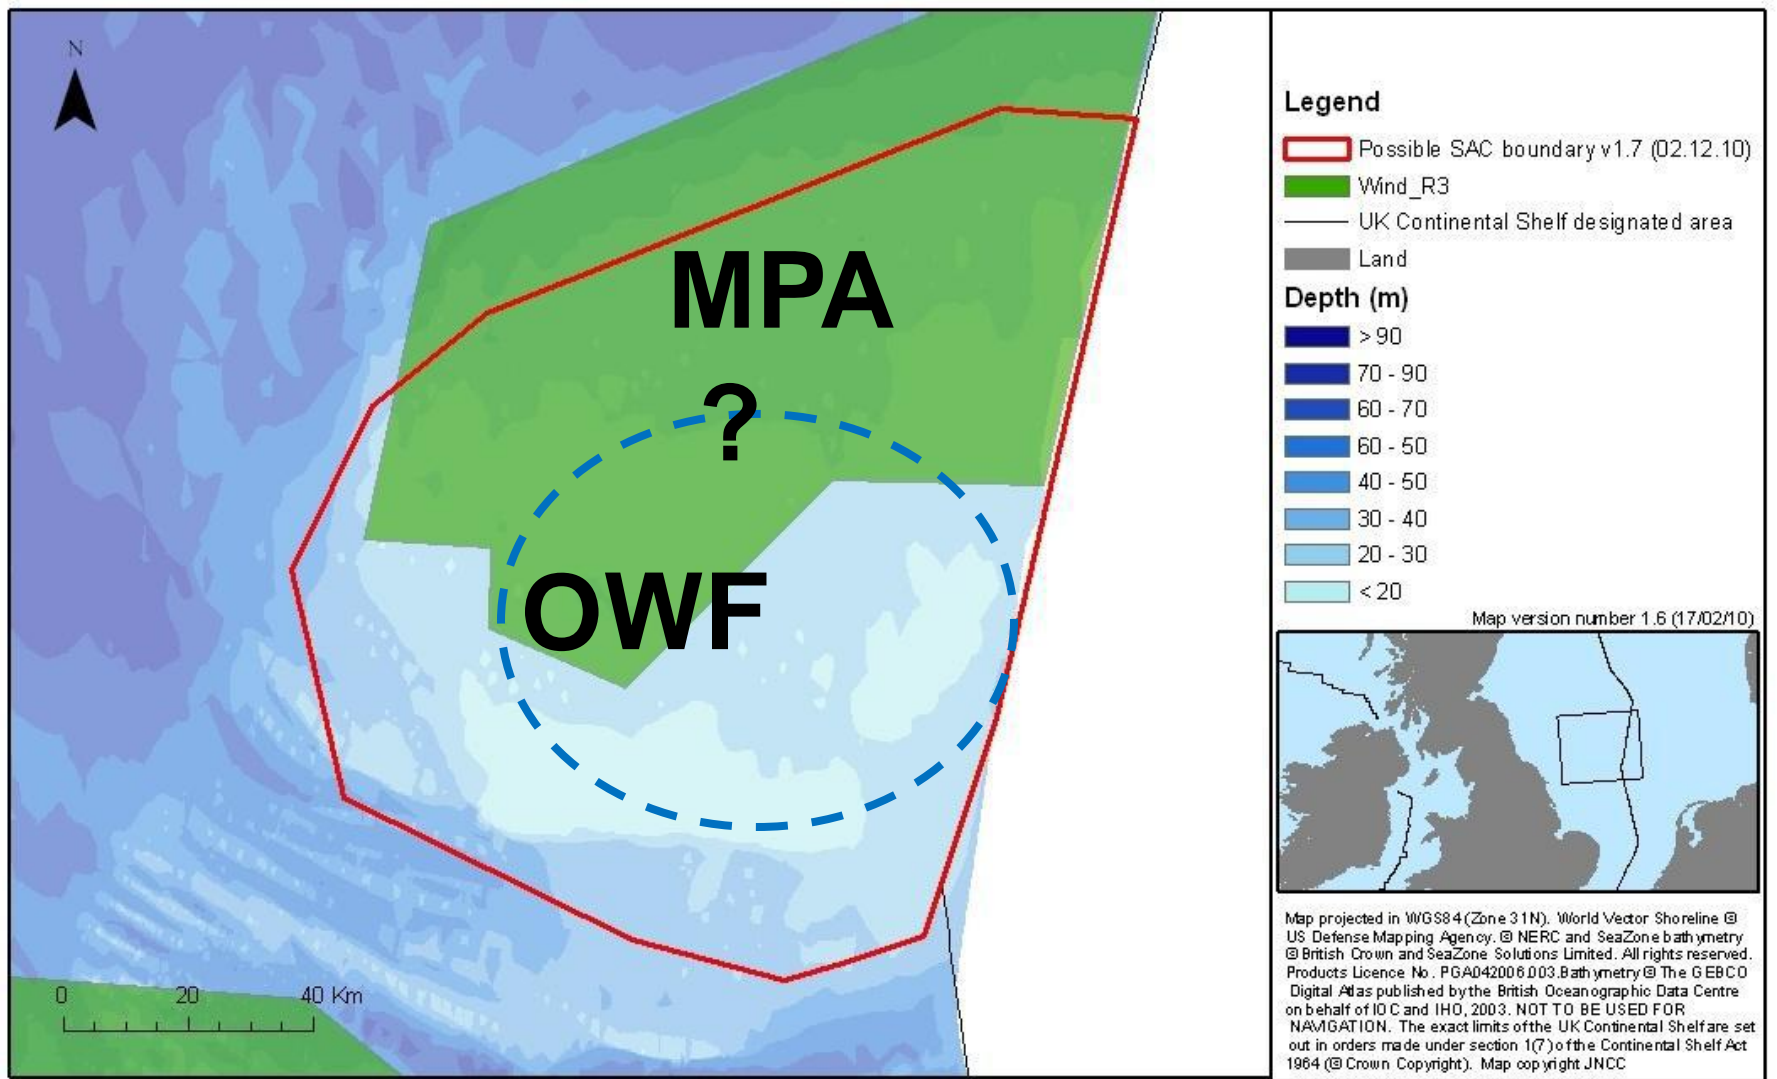 N
MPA
?
OWF
0 20 40 Km
Legend
Possible SAC boundary v1.7 (02.12.10)
Wind_R3
UK Continental Shelf designated area
Land
Depth (m)
> 90
70 - 90
60 - 70
60 - 50
40 - 50
30 - 40
20 - 30
< 20
Map version number 1.6 (17/02/10)
Map projected in WGS84 (Zone 31N). World Vector Shoreline ©
US Defense Mapping Agency. © NERC and SeaZone bathymetry
© British Crown and SeaZone Solutions Limited. All rights reserved.
Products Licence No. PGA042006.003.Bathymetry © The GEBCO
Digital Atlas published by the British Oceanographic Data Centre
on behalf of IOC and IHO, 2003. NOT TO BE USED FOR
NAVIGATION. The exact limits of the UK Continental Shelf are set
out in orders made under section 1(7) of the Continental Shelf Act
1964 (© Crown Copyright). Map copyright JNCC